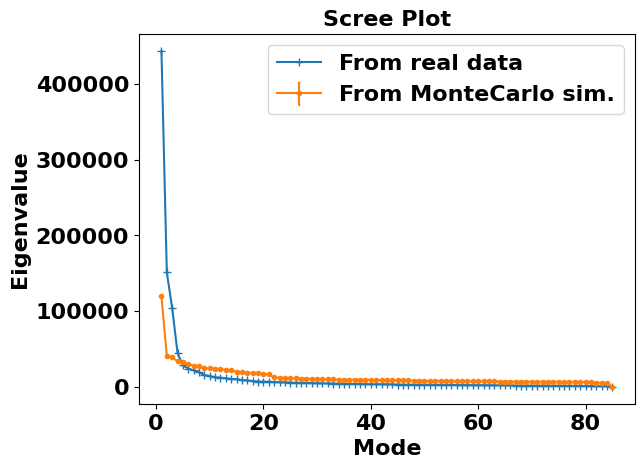 Scree Plot
From real data
From MonteCarlo sim.
400000
300000
200000
100000
0
Eigenvalue
0 20 40 60 80
Mode